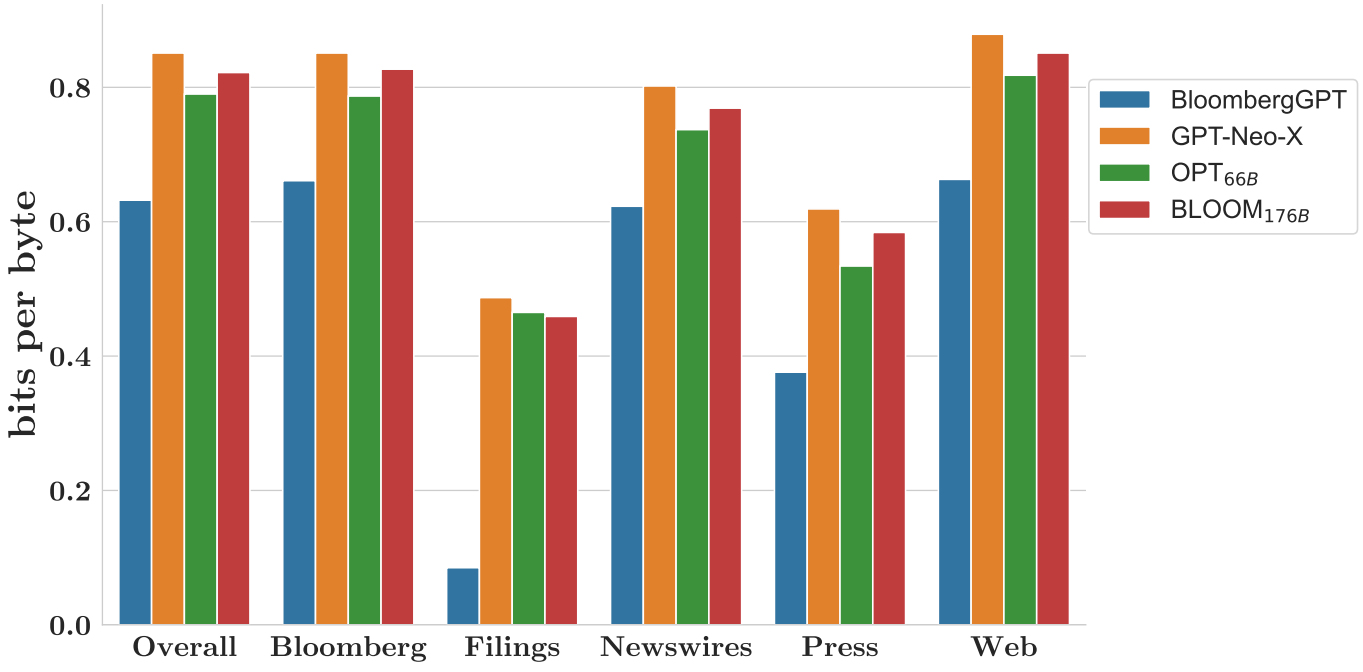 bits per byte
0.8
0.6
0.4
0.2
0.0
Overall
Bloomberg
Filings
Newswires
Press
Web
BloombergGPT
GPT-Neo-X
OPT66B
BLOOM176B